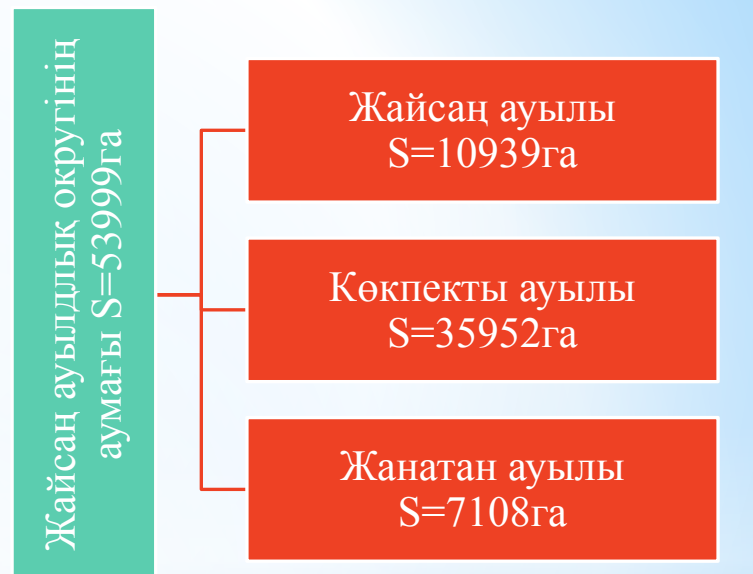 Жайсаң ауылдлық округінің
аумағы S=53999га
Жайсаң ауылы
S=10939га
Көкпекты ауылы
S=35952га
Жанатан ауылы
S=7108га